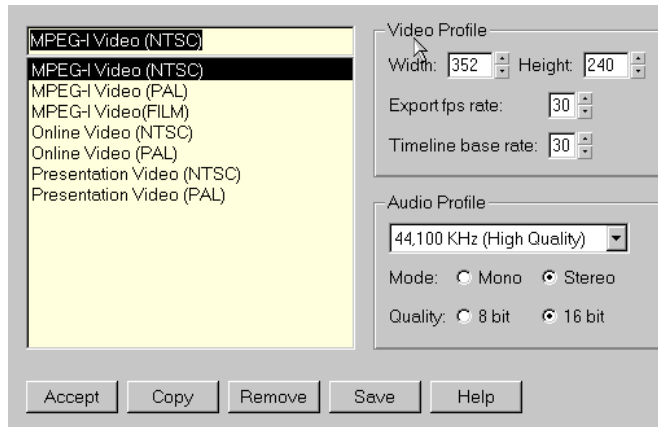 MPEG-I Video (NTSC)
MPEG-I Video (NTSC)
MPEG-I Video (PAL)
MPEG-I Video(FILM)
Online Video (NTSC)
Online Video (PAL)
Presentation Video (NTSC)
Presentation Video (PAL)
Video Profile
Width: 352 Height: 240
Export fps rate: 30
Timeline base rate: 30
Audio Profile
44,100 KHz (High Quality)
Mode: Mono Stereo
Quality: 8 bit 16 bit
Accept Copy Remove Save Help